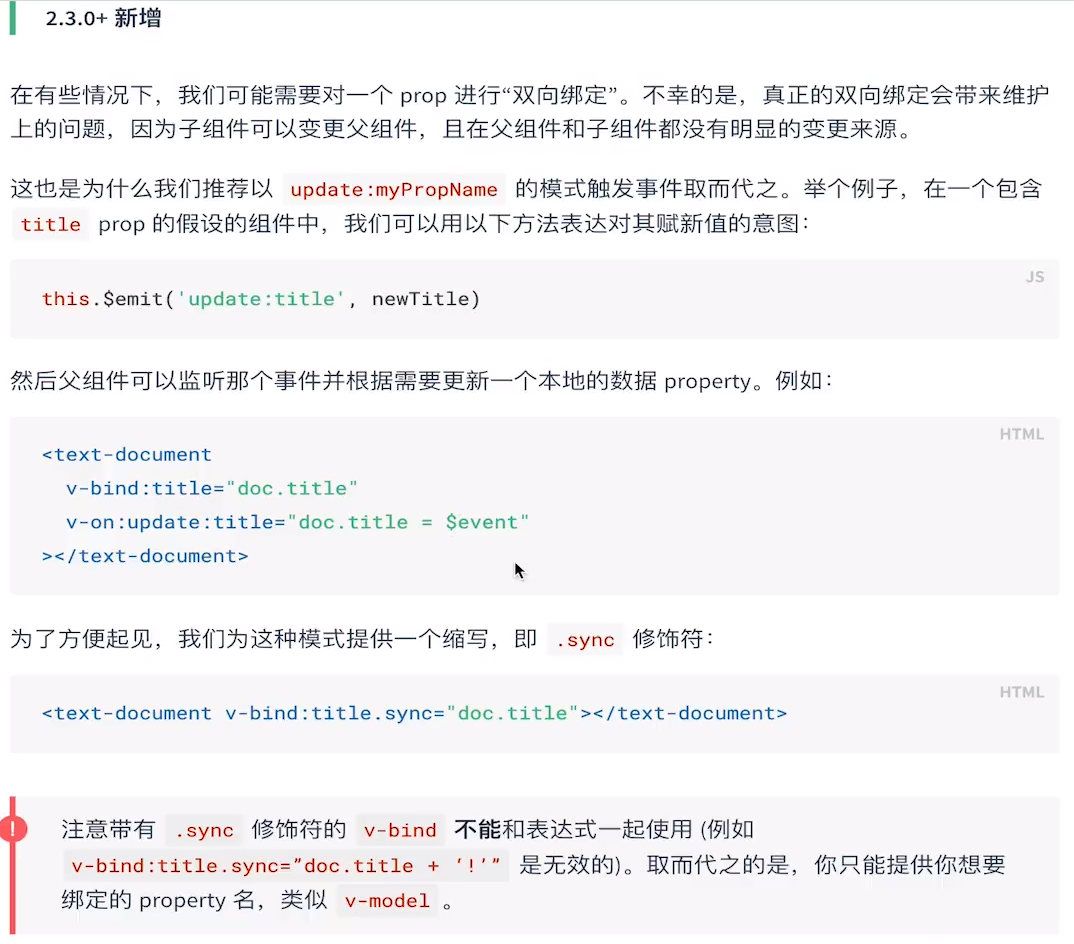 2.3.0+ 新增
在有些情况下，我们可能需要对一个 prop 进行“双向绑定”。不幸的是，真正的双向绑定会带来维护
上的问题，因为子组件可以变更父组件，且在父组件和子组件都没有明显的变更来源。
这也是为什么我们推荐以 update:myPropName 的模式触发事件取而代之。举个例子，在一个包含
title prop 的假设的组件中，我们可以用以下方法表达对其赋新值的意图：
JS
this.$emit('update:title', newTitle)
然后父组件可以监听那个事件并根据需要更新一个本地的数据 property。例如：
HTML
<text-document
  v-bind:title="doc.title"
  v-on:update:title="doc.title = $event"
></text-document>
为了方便起见，我们为这种模式提供一个缩写，即 .sync 修饰符：
HTML
<text-document v-bind:title.sync="doc.title"></text-document>
!
注意带有 .sync 修饰符的 v-bind 不能和表达式一起使用 (例如
v-bind:title.sync=”doc.title + ‘!’” 是无效的)。取而代之的是，你只能提供你想要
绑定的 property 名，类似 v-model 。